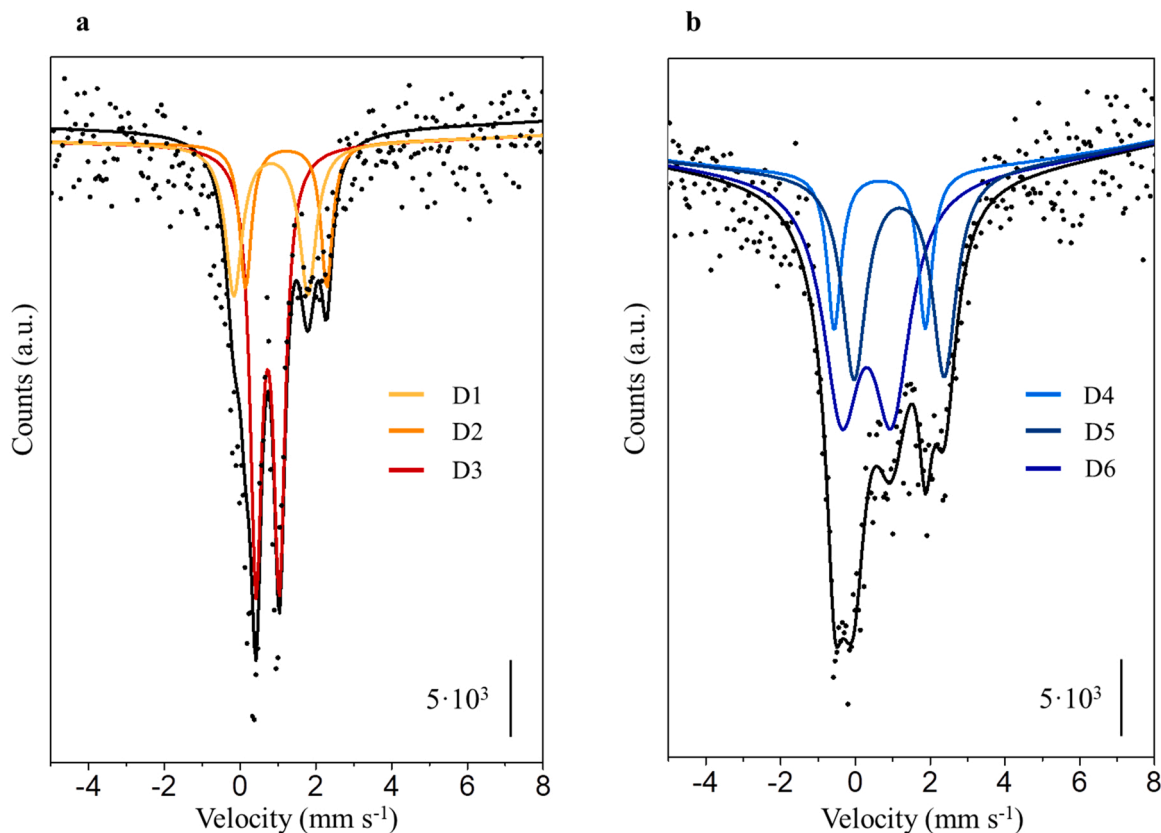 a
b
Counts (a.u.)
D1
D2
D3
5·10³
-4 -2 0 2 4 6 8
Velocity (mm s⁻¹)
Counts (a.u.)
D4
D5
D6
5·10³
-4 -2 0 2 4 6 8
Velocity (mm s⁻¹)